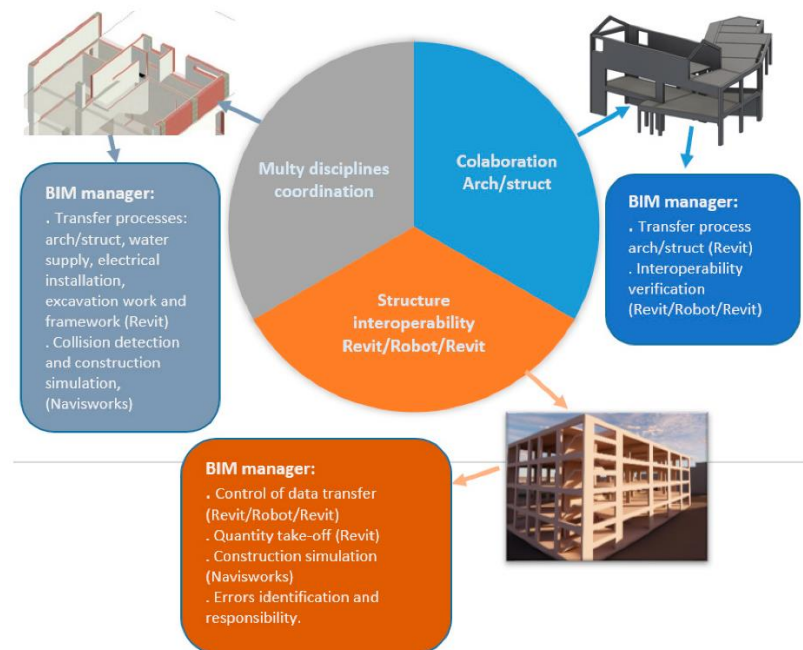 Multy disciplines
coordination
Colaboration
Arch/struct
Structure
interoperability
Revit/Robot/Revit
BIM manager:
. Transfer processes:
arch/struct, water
supply, electrical
installation,
excavation work and
framework (Revit)
. Collision detection
and construction
simulation,
(Navisworks)
BIM manager:
. Transfer process
arch/struct (Revit)
. Interoperability
verification
(Revit/Robot/Revit)
BIM manager:
. Control of data transfer
(Revit/Robot/Revit)
. Quantity take-off (Revit)
. Construction simulation
(Navisworks)
. Errors identification and
responsibility.